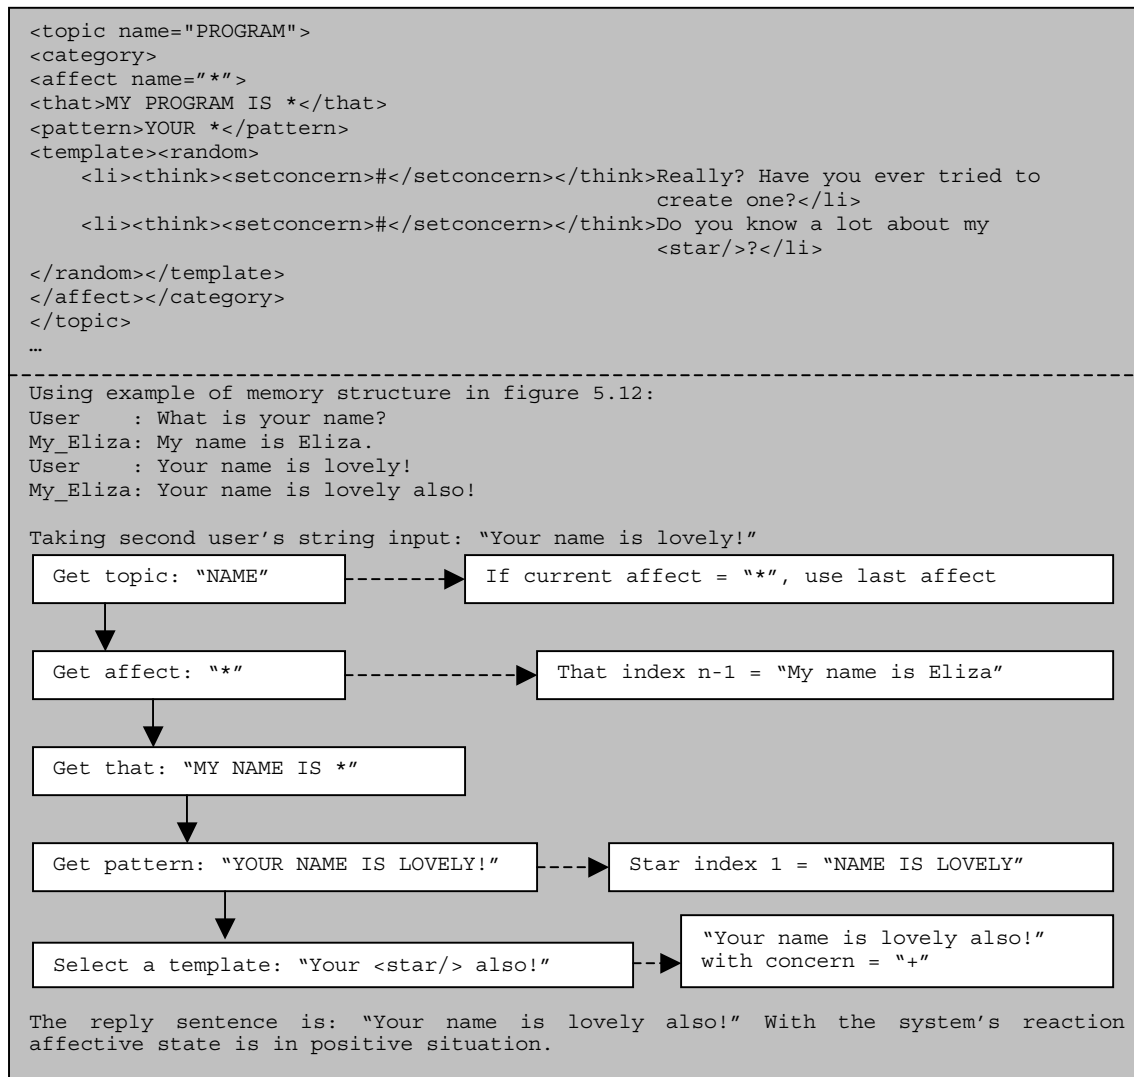 <topic name="PROGRAM">
<category>
<affect name=”*”>
<that>MY PROGRAM IS *</that>
<pattern>YOUR *</pattern>
<template><random>
<li><think><setconcern>#</setconcern></think>Really? Have you ever tried to
create one?</li>
<li><think><setconcern>#</setconcern></think>Do you know a lot about my
<star/>?</li>
</random></template>
</affect></category>
</topic>
…
Using example of memory structure in figure 5.12:
User    : What is your name?
My_Eliza: My name is Eliza.
User    : Your name is lovely!
My_Eliza: Your name is lovely also!
Taking second user’s string input: “Your name is lovely!”
Get topic: “NAME”
If current affect = “*”, use last affect
Get affect: “*”
That index n-1 = “My name is Eliza”
Get that: “MY NAME IS *”
Get pattern: “YOUR NAME IS LOVELY!”
Star index 1 = “NAME IS LOVELY”
Select a template: “Your <star/> also!”
“Your name is lovely also!”
with concern = “+”
The reply sentence is: “Your name is lovely also!” With the system’s reaction
affective state is in positive situation.